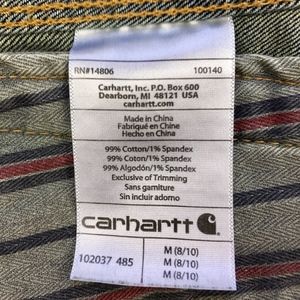 RN#14806 100140
Carhartt, Inc. P.O. Box 600
Dearborn, MI 48121 USA
carhartt.com
Made in China
Fabriqué en China
Hecho en China
99% Cotton/1% Spandex
99% Coton/1% Spandex
99% Algodón/1% Spandex
Exclusive of Trimming
Sans garniture
Sin incluir adorno
carhartt
102037 485
M (8/10)
M (8/10)
M (8/10)